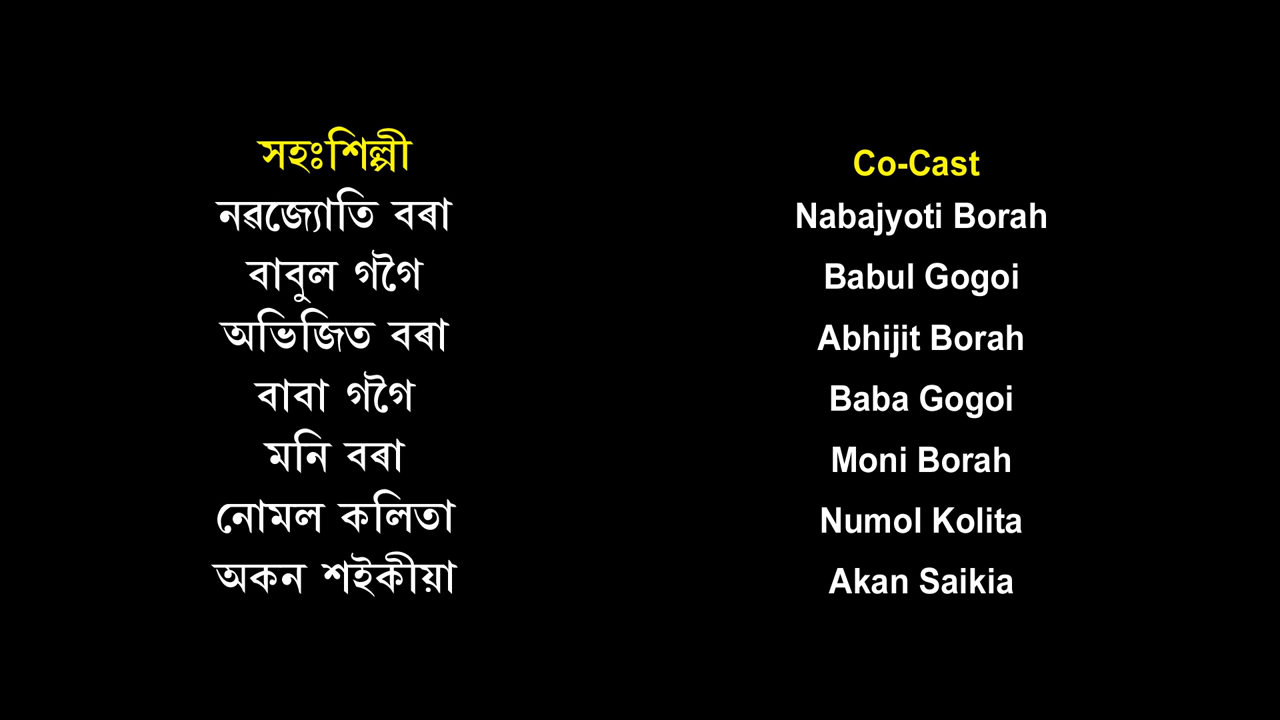 সহঃশিল্পী
নৱজ্যোতি বৰা
বাবুল গগৈ
অভিজিত বৰা
বাবা গগৈ
মনি বৰা
নোমল কলিতা
অকন শইকীয়া
Co-Cast
Nabajyoti Borah
Babul Gogoi
Abhijit Borah
Baba Gogoi
Moni Borah
Numol Kolita
Akan Saikia